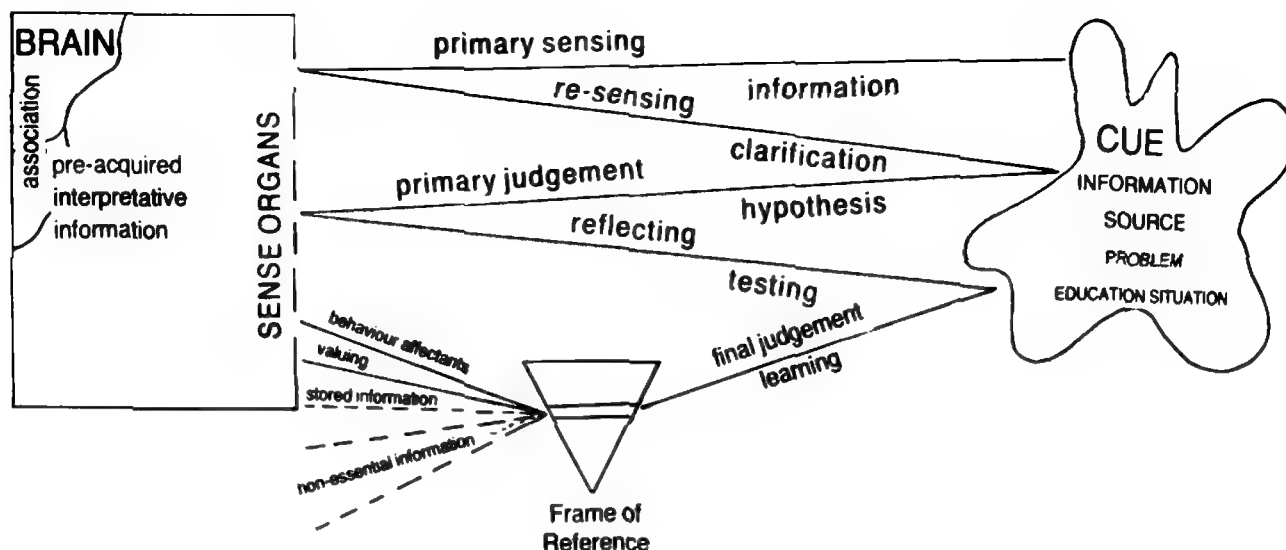 BRAIN
association
pre-acquired
interpretative
information
SENSE ORGANS
primary sensing
re-sensing
information
clarification
primary judgement
hypothesis
reflecting
testing
behaviour affectants
valuing
stored information
non-essential information
final judgement
learning
Frame of
Reference
CUE
INFORMATION
SOURCE
PROBLEM
EDUCATION SITUATION